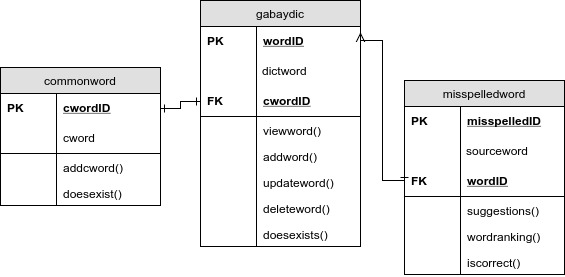 gabaydic
PK wordID
dictword
FK cwordID
viewword()
addword()
updateword()
deleteword()
doesexists()
commonword
PK cwordID
cword
addcword()
doesexist()
misspelledword
PK misspelledID
sourceword
FK wordID
suggestions()
wordranking()
iscorrect()